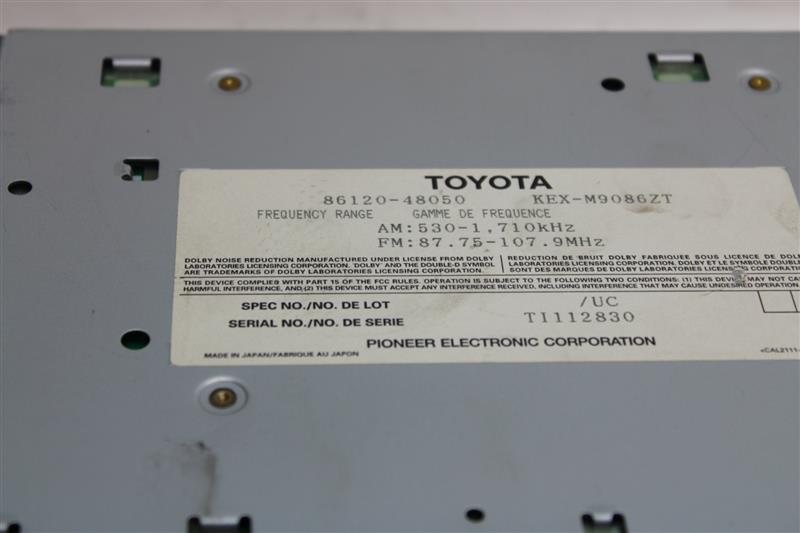 TOYOTA
86120-48050 KEX-M9086ZT
FREQUENCY RANGE GAMME DE FREQUENCE
AM:530-1,710kHz
FM:87.75-107.9MHz
DOLBY NOISE REDUCTION MANUFACTURED UNDER LICENSE FROM DOLBY
LABORATORIES LICENSING CORPORATION. "DOLBY" AND THE DOUBLE-D SYMBOL
ARE TRADEMARKS OF DOLBY LABORATORIES LICENSING CORPORATION.
REDUCTION DE BRUIT DOLBY FABRIQUEE SOUS LICENCE DE
LABORATORIES LICENSING CORPORATION. DOLBY ET LE SYMBOLE
SONT DES MARQUES DE DOLBY LABORATORIES LICENSING
THIS DEVICE COMPLIES WITH PART 15 OF THE FCC RULES. OPERATION IS SUBJECT TO THE FOLLOWING TWO CONDITIONS: (1) THIS DEVICE MAY NOT
HARMFUL INTERFERENCE, AND,(2) THIS DEVICE MUST ACCEPT ANY INTERFERENCE RECEIVED, INCLUDING INTERFERENCE THAT MAY CAUSE UNDESIRED OPERATION.
SPEC NO./NO. DE LOT /UC
SERIAL NO./NO. DE SERIE TI112830
PIONEER ELECTRONIC CORPORATION
MADE IN JAPAN/FABRIQUE AU JAPON <CAL2111-